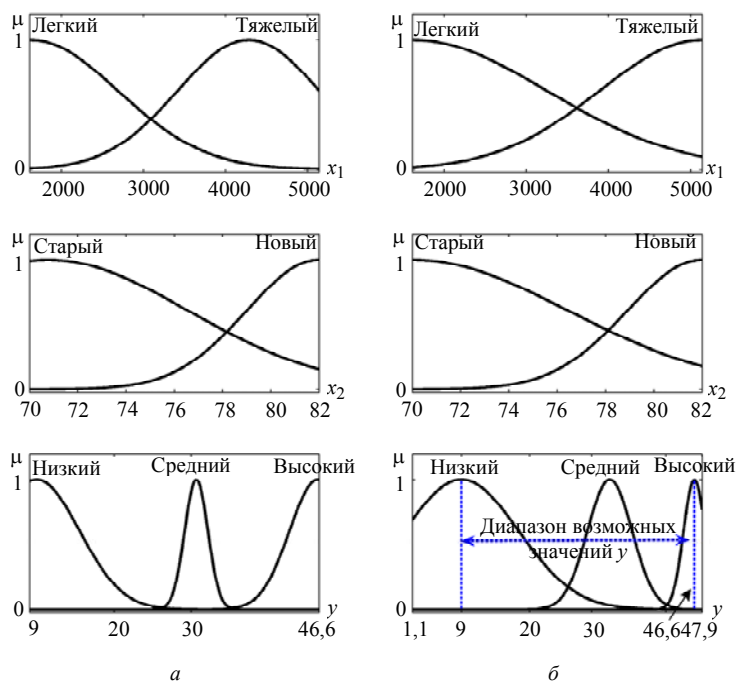 μ Легкий Тяжелый
1
0
2000 3000 4000 5000 x1
μ Легкий Тяжелый
1
0
2000 3000 4000 5000 x1
μ Старый Новый
1
0
70 72 74 76 78 80 82 x2
μ Старый Новый
1
0
70 72 74 76 78 80 82 x2
μ Низкий Средний Высокий
1
0
9 20 30 46,6 y
μ Низкий Средний Высокий
1
Диапазон возможных
значений y
0
1,1 9 20 30 46,647,9 y
а
б